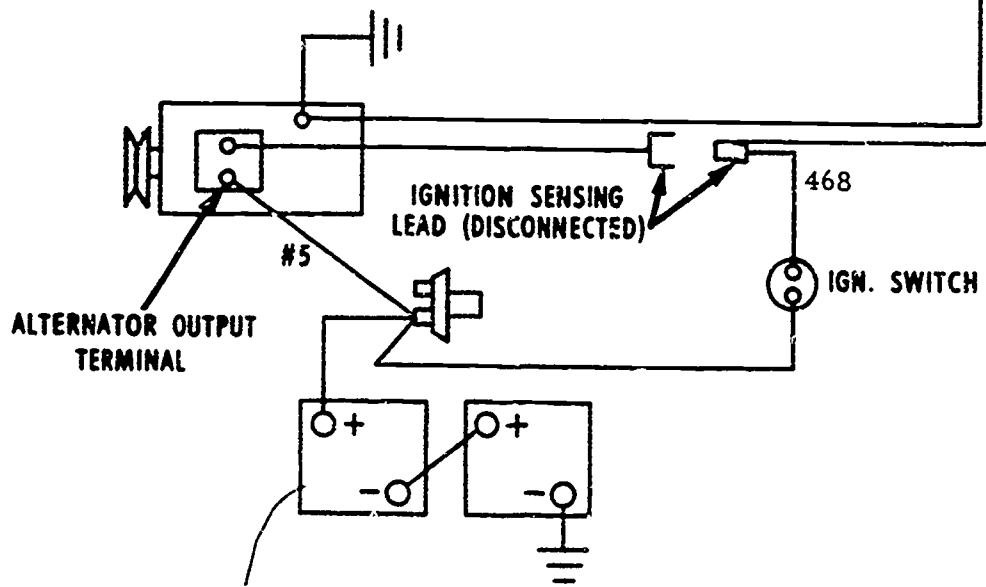 468
IGNITION SENSING
LEAD (DISCONNECTED)
#5
IGN. SWITCH
ALTERNATOR OUTPUT
TERMINAL
+
+
-
-